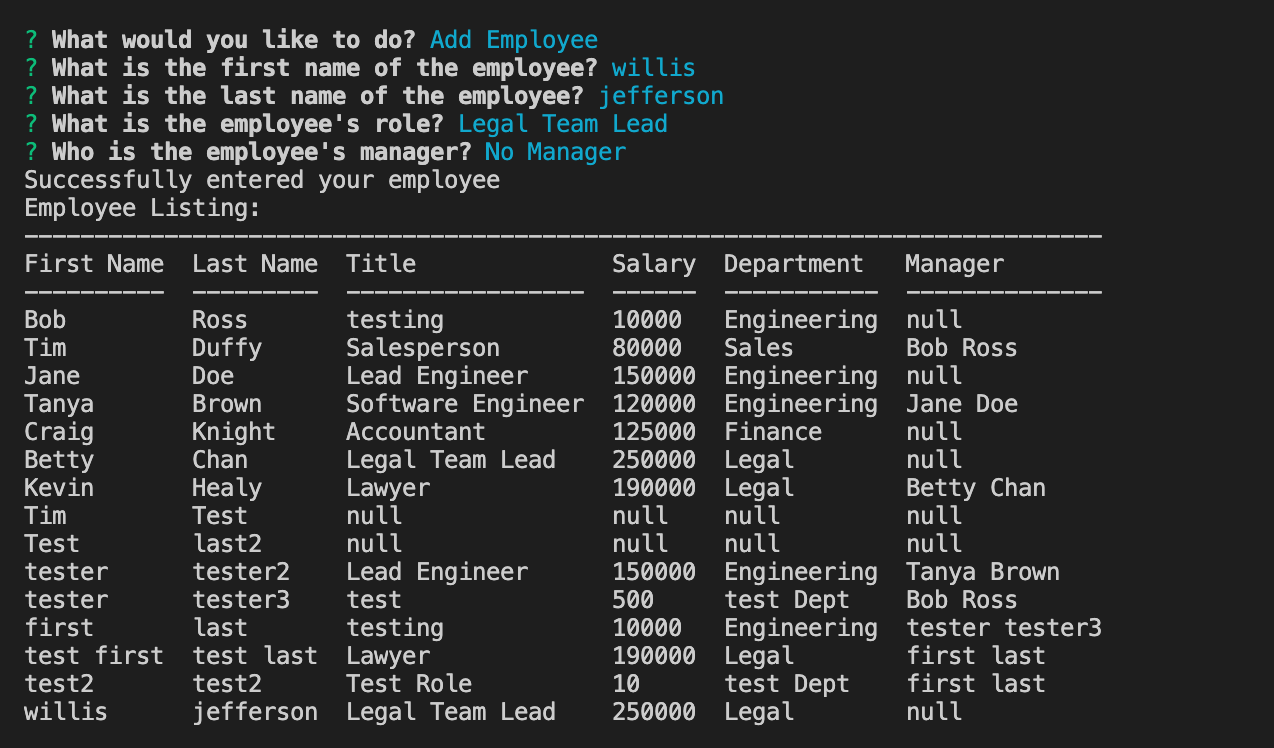 ? What would you like to do? Add Employee
? What is the first name of the employee? willis
? What is the last name of the employee? jefferson
? What is the employee's role? Legal Team Lead
? Who is the employee's manager? No Manager
Successfully entered your employee
Employee Listing:
-----------------------------------------------------------------------------
First Name  Last Name  Title              Salary  Department   Manager
----------  ---------  -----------------  ------  -----------  --------------
Bob         Ross       testing            10000   Engineering  null
Tim         Duffy      Salesperson        80000   Sales        Bob Ross
Jane        Doe        Lead Engineer      150000  Engineering  null
Tanya       Brown      Software Engineer  120000  Engineering  Jane Doe
Craig       Knight     Accountant         125000  Finance      null
Betty       Chan       Legal Team Lead    250000  Legal        null
Kevin       Healy      Lawyer             190000  Legal        Betty Chan
Tim         Test       null               null    null         null
Test        last2      null               null    null         null
tester      tester2    Lead Engineer      150000  Engineering  Tanya Brown
tester      tester3    test               500     test Dept    Bob Ross
first       last       testing            10000   Engineering  tester tester3
test first  test last  Lawyer             190000  Legal        first last
test2       test2      Test Role          10      test Dept    first last
willis      jefferson  Legal Team Lead    250000  Legal        null